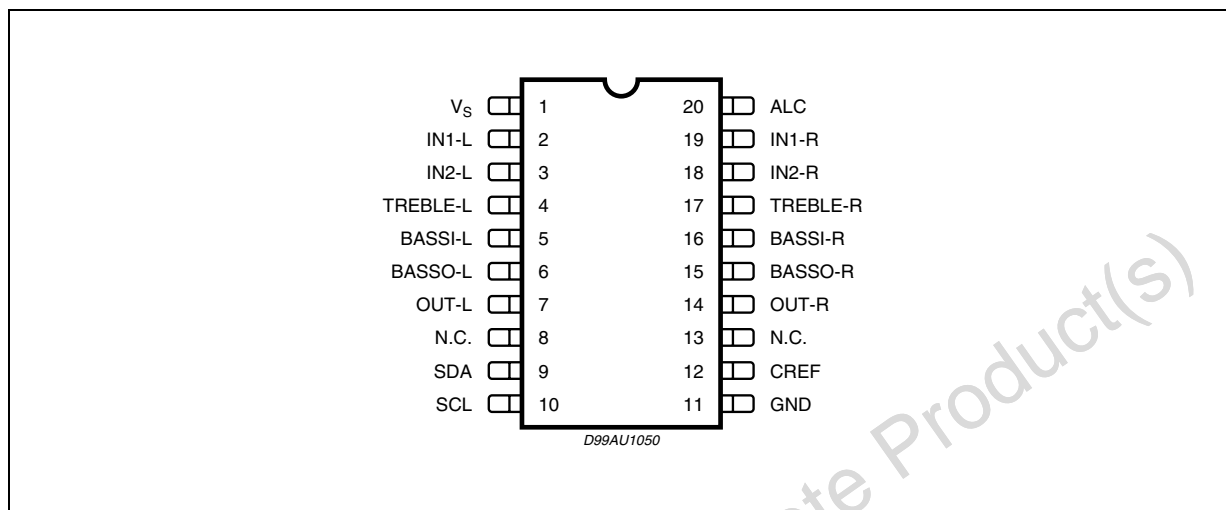 V_S 1 20 ALC
IN1-L 2 19 IN1-R
IN2-L 3 18 IN2-R
TREBLE-L 4 17 TREBLE-R
BASSI-L 5 16 BASSI-R
BASSO-L 6 15 BASSO-R
OUT-L 7 14 OUT-R
N.C. 8 13 N.C.
SDA 9 12 CREF
SCL 10 11 GND
D99AU1050
Product(s)